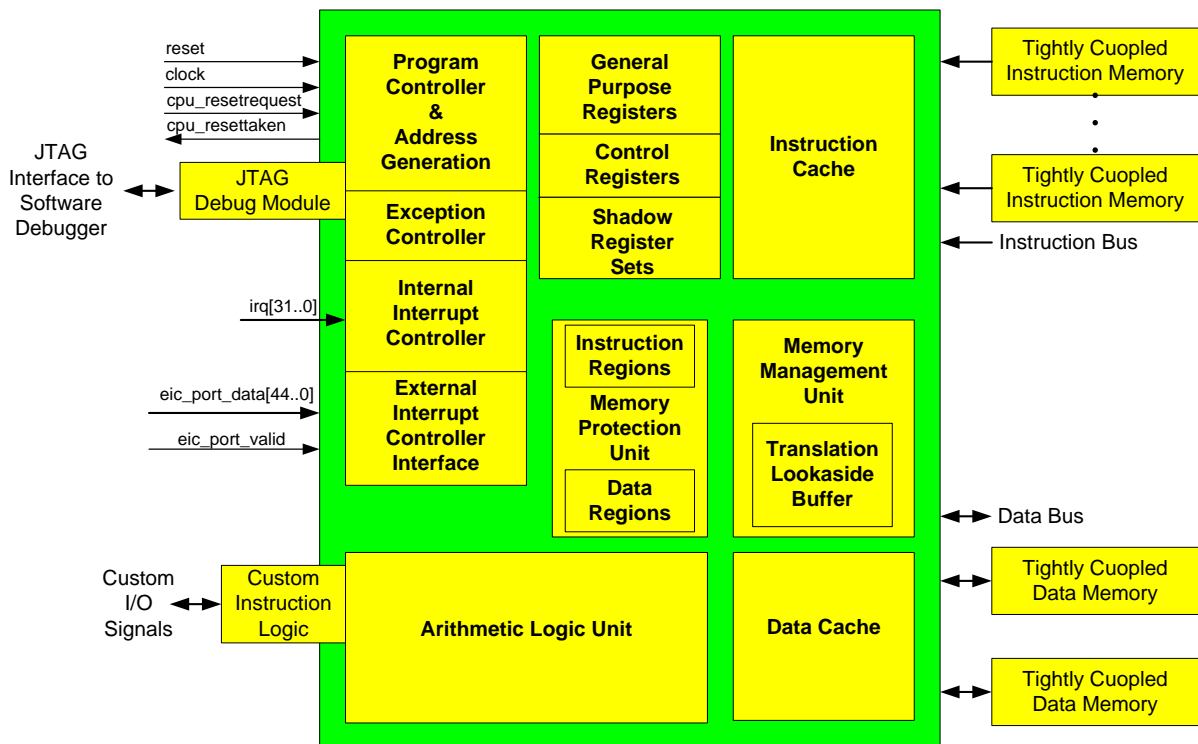 reset
clock
cpu_resetrequest
cpu_resettaken
JTAG
Interface to
Software
Debugger
JTAG
Debug Module
irq[31..0]
eic_port_data[44..0]
eic_port_valid
Custom
I/O
Signals
Custom
Instruction
Logic
Program
Controller
&
Address
Generation
Exception
Controller
Internal
Interrupt
Controller
External
Interrupt
Controller
Interface
General
Purpose
Registers
Control
Registers
Shadow
Register
Sets
Instruction
Cache
Instruction
Regions
Memory
Protection
Unit
Data
Regions
Memory
Management
Unit
Translation
Lookaside
Buffer
Arithmetic Logic Unit
Data Cache
Tightly Cuopled
Instruction Memory
Tightly Cuopled
Instruction Memory
Instruction Bus
Data Bus
Tightly Cuopled
Data Memory
Tightly Cuopled
Data Memory